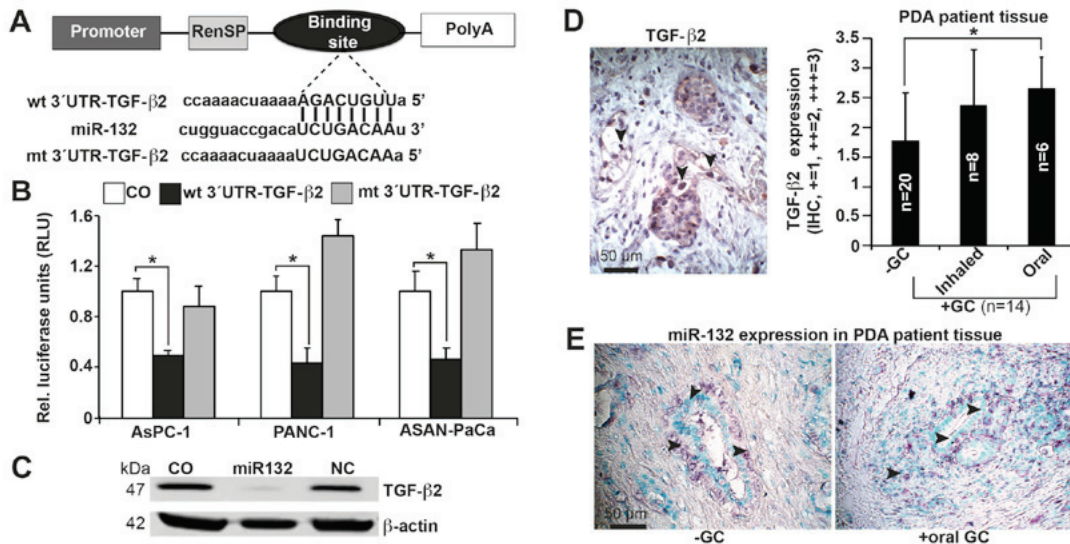 A
Promoter RenSP Binding site PolyA
wt 3´UTR-TGF-β2 ccaaaacuaaaaAGACUGUUa 5’
miR-132 cugguaccgacaUCUGACAAu 3’
mt 3´UTR-TGF-β2 ccaaaacuaaaaUCUGACAAa 5’
B
CO wt 3´UTR-TGF-β2 mt 3´UTR-TGF-β2
Rel. luciferase units (RLU)
1.6
1.2
0.8
0.4
0
* * *
AsPC-1 PANC-1 ASAN-PaCa
C
kDa CO miR132 NC
47 TGF-β2
42 β-actin
D
TGF-β2
50 µm
PDA patient tissue
*
TGF-β2 expression
(IHC, +=1, ++=2, +++=3)
3.5
3
2.5
2
1.5
1
0.5
0
n=20 n=8 n=6
-GC Inhaled Oral
+GC (n=14)
E
miR-132 expression in PDA patient tissue
50 µm
-GC +oral GC